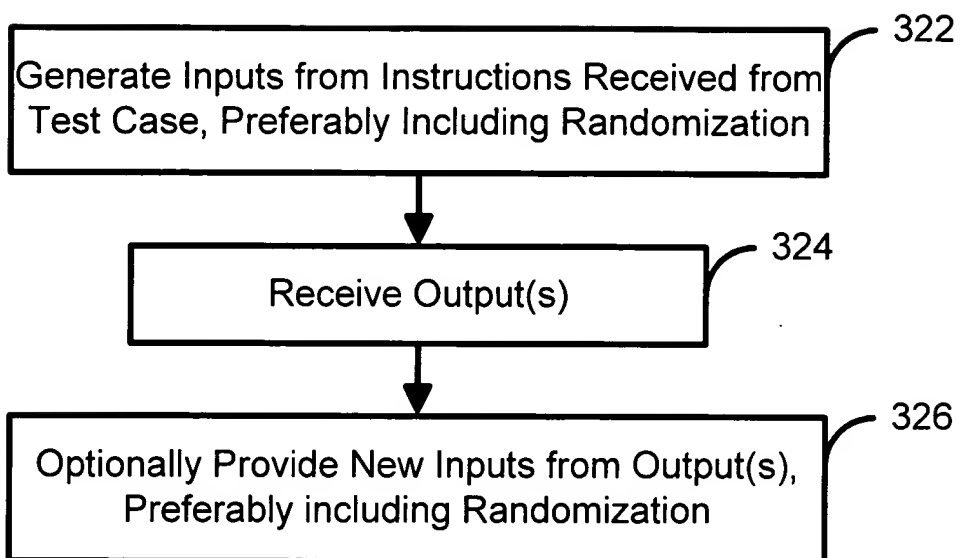 322
Generate Inputs from Instructions Received from
Test Case, Preferably Including Randomization
324
Receive Output(s)
326
Optionally Provide New Inputs from Output(s),
Preferably including Randomization